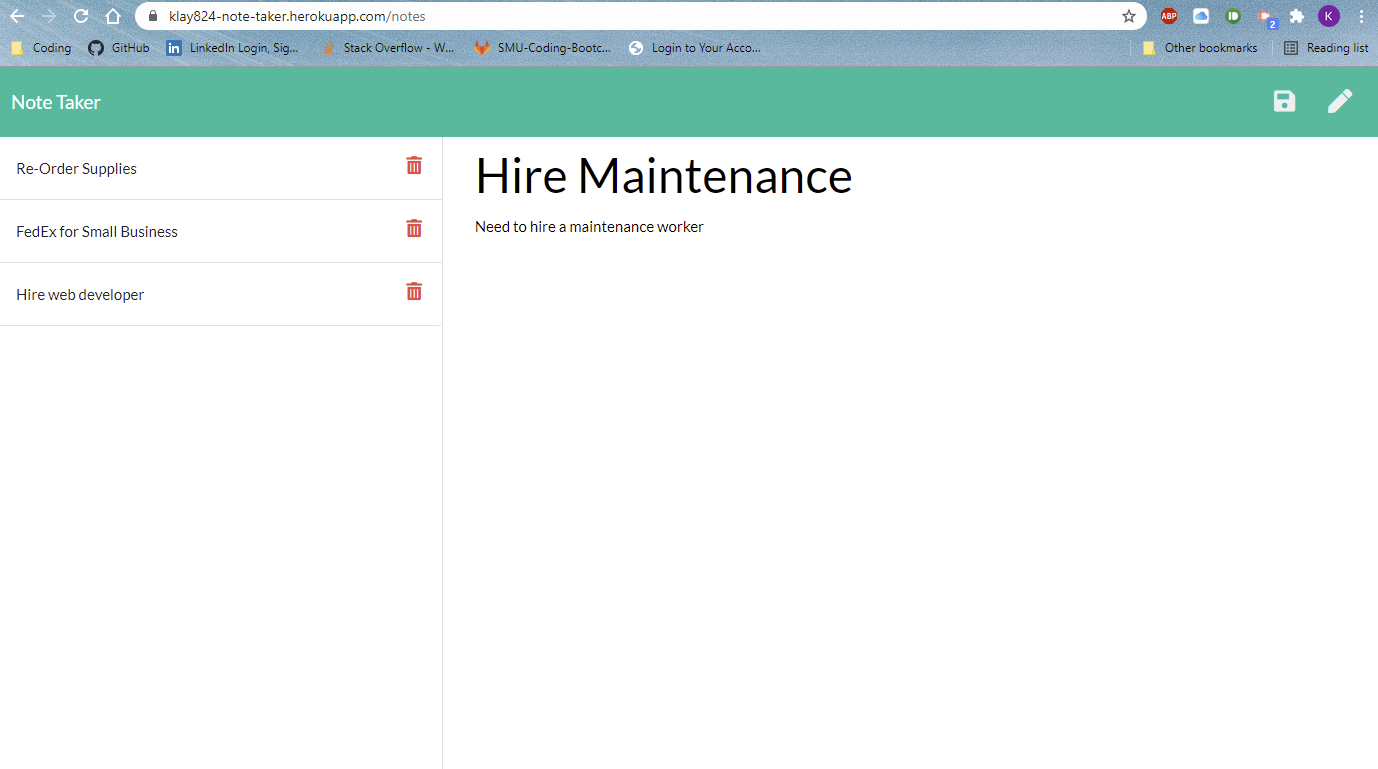 klay824-note-taker.herokuapp.com/notes
ABP
2
K
Coding
GitHub
LinkedIn Login, Sig...
Stack Overflow - W...
SMU-Coding-Bootc...
Login to Your Acco...
Other bookmarks
Reading list
Note Taker
Re-Order Supplies
FedEx for Small Business
Hire web developer
Hire Maintenance
Need to hire a maintenance worker